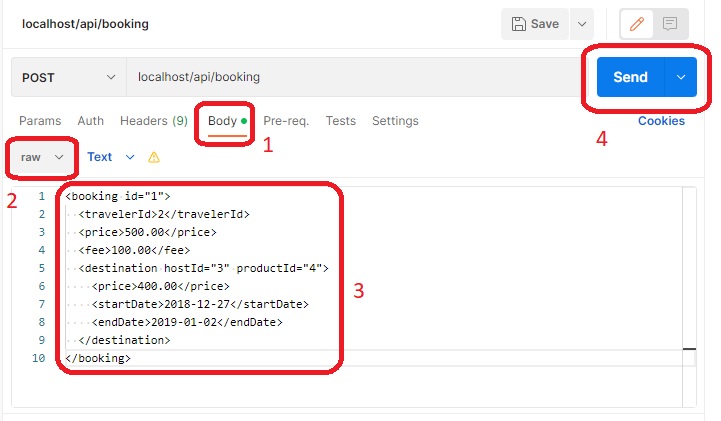 localhost/api/booking Save
POST localhost/api/booking Send
4
Params Auth Headers (9) Body Pre-req. Tests Settings Cookies
1
raw Text
2
1 <booking id="1">
2 <travelerId>2</travelerId>
3 <price>500.00</price>
4 <fee>100.00</fee>
5 <destination hostId="3" productId="4">
6 <price>400.00</price>
3
7 <startDate>2018-12-27</startDate>
8 <endDate>2019-01-02</endDate>
9 </destination>
10 </booking>